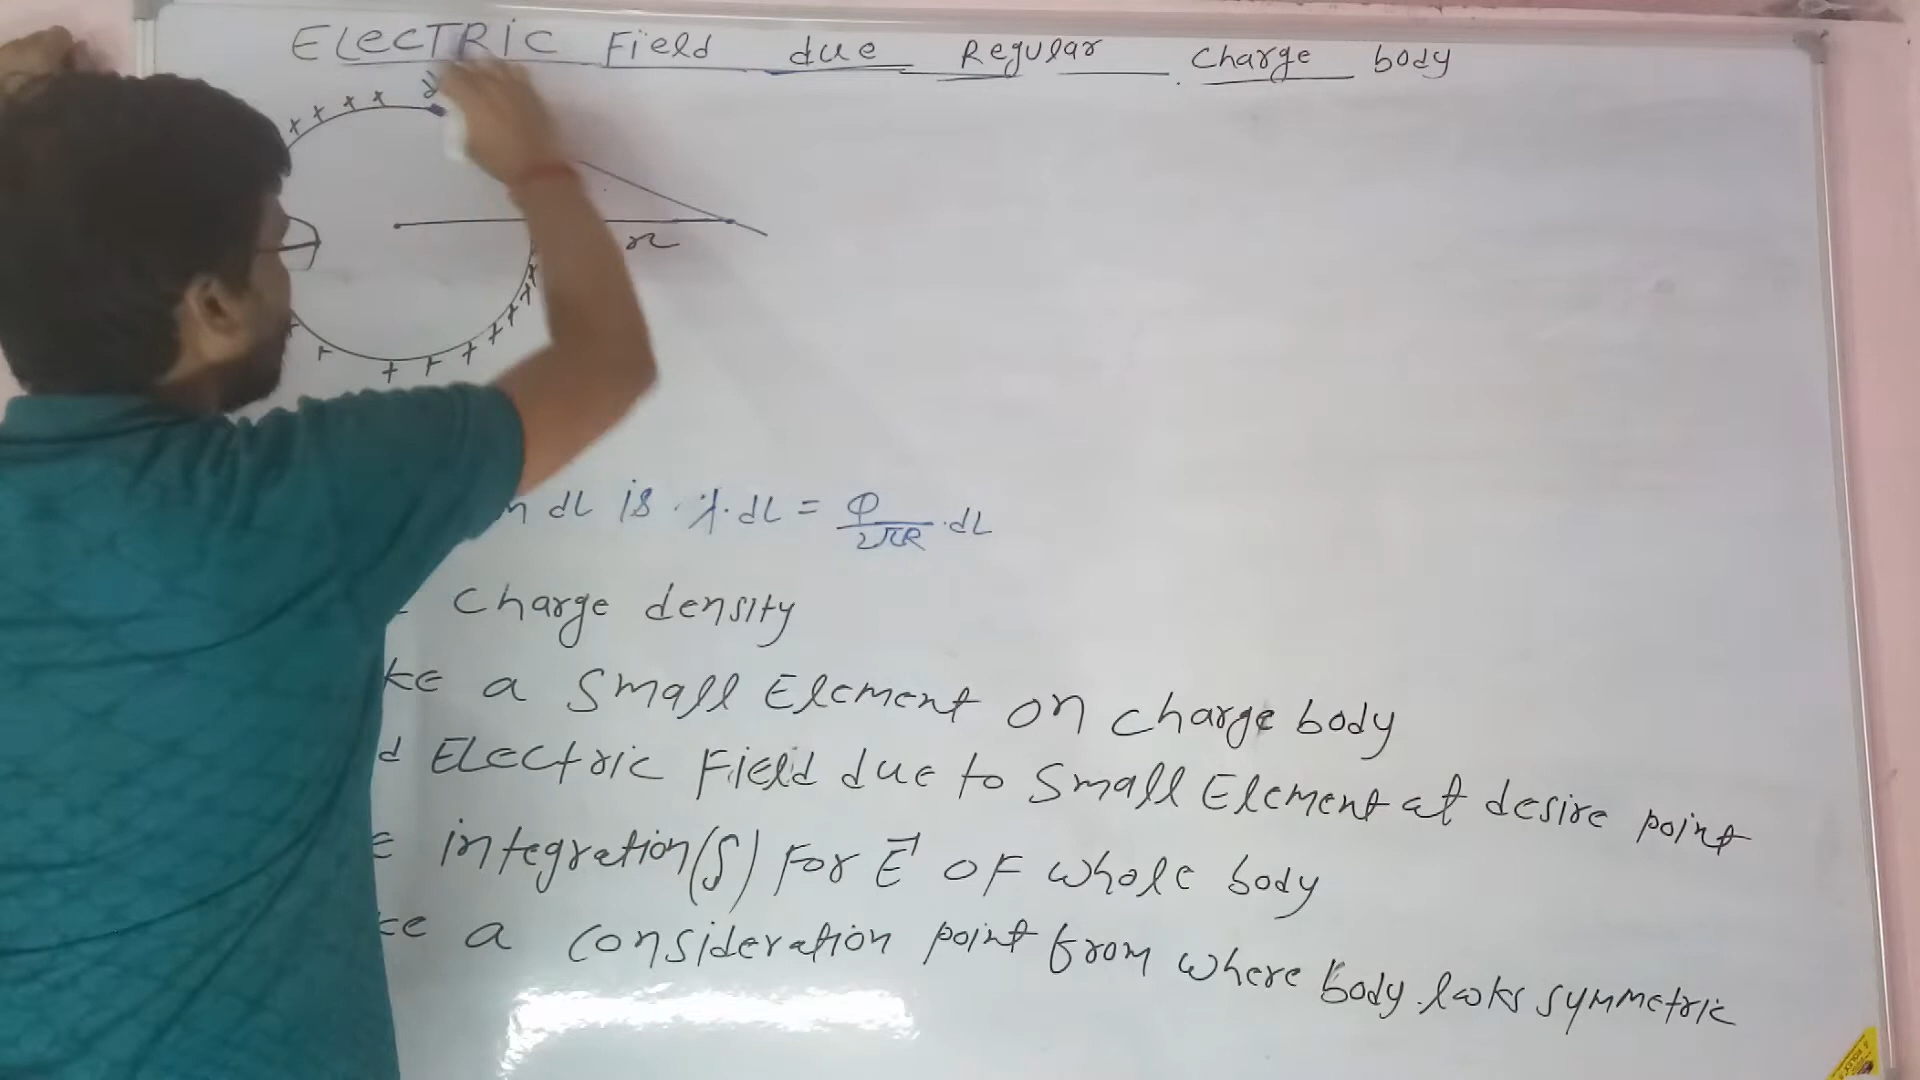 ELECTRIC Field due Regular charge body
x
dL is λ.dL = Q/2πR .dL
charge density
a small Element on charge body
Electric Field due to small Element at desire point
integration(∫) For E⃗ OF whole body
a consideration point from where body looks symmetric